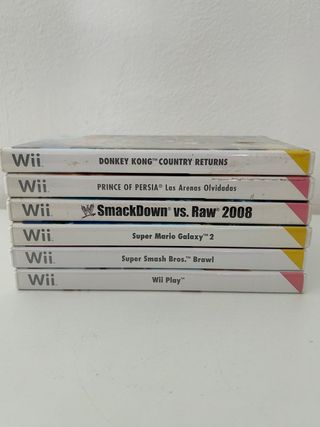 Wii DONKEY KONG™ COUNTRY RETURNS
Wii PRINCE OF PERSIA® Las Arenas Olvidadas
Wii W SmackDown vs. Raw 2008
Wii Super Mario Galaxy™ 2
Wii Super Smash Bros.™ Brawl
Wii Wii Play™